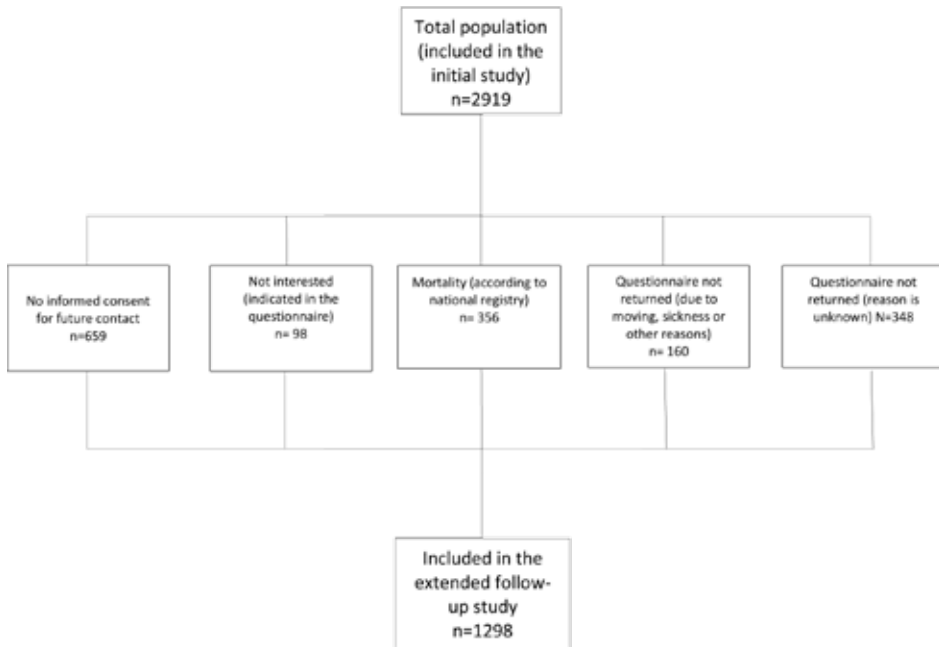 Total population
(included in the
initial study)
n=2919
No informed consent
for future contact
n=659
Not interested
(indicated in the
questionnaire)
n= 98
Mortality (according to
national registry)
n= 356
Questionnaire not
returned (due to
moving, sickness or
other reasons)
n= 160
Questionnaire not
returned (reason is
unknown) N=348
Included in the
extended follow-
up study
n=1298